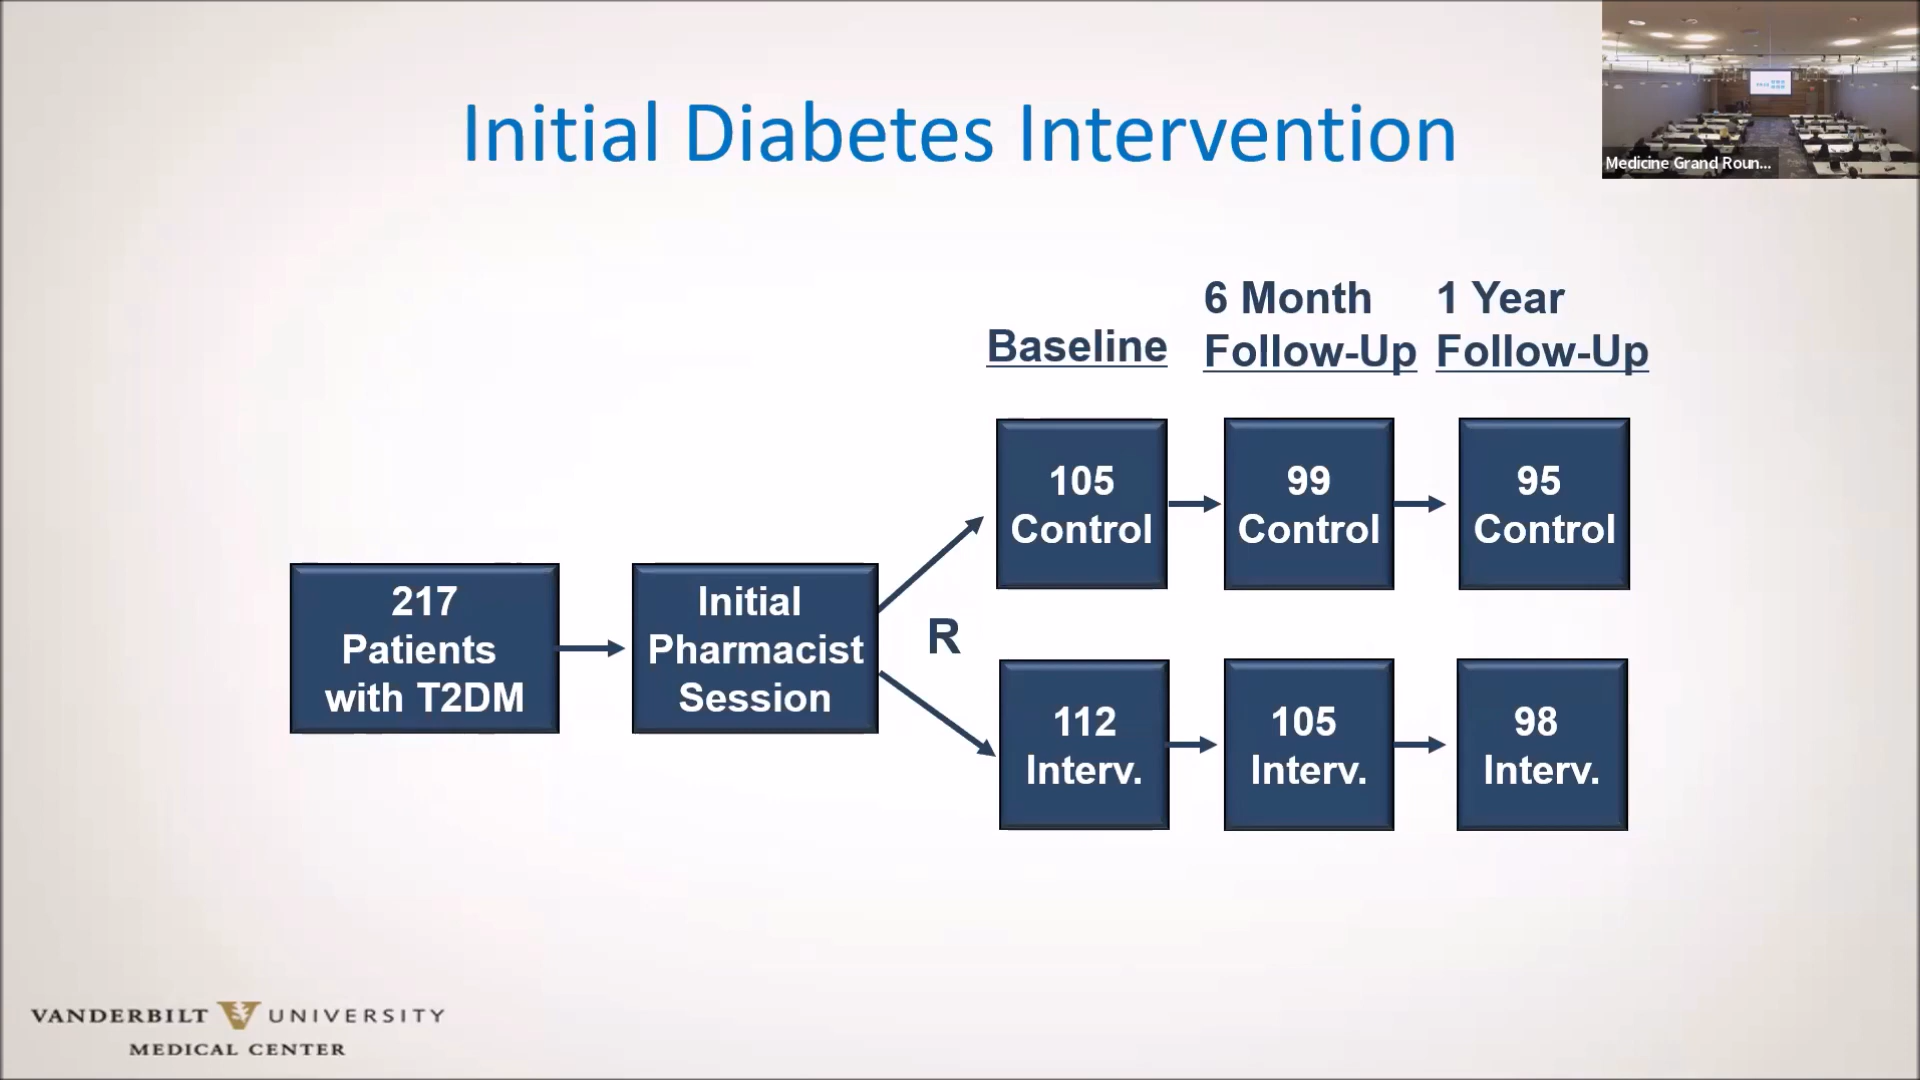 Initial Diabetes Intervention
Medicine Grand Roun...
Baseline
6 Month
Follow-Up
1 Year
Follow-Up
105
Control
99
Control
95
Control
217
Patients
with T2DM
Initial
Pharmacist
Session
R
112
Interv.
105
Interv.
98
Interv.
VANDERBILT UNIVERSITY
MEDICAL CENTER